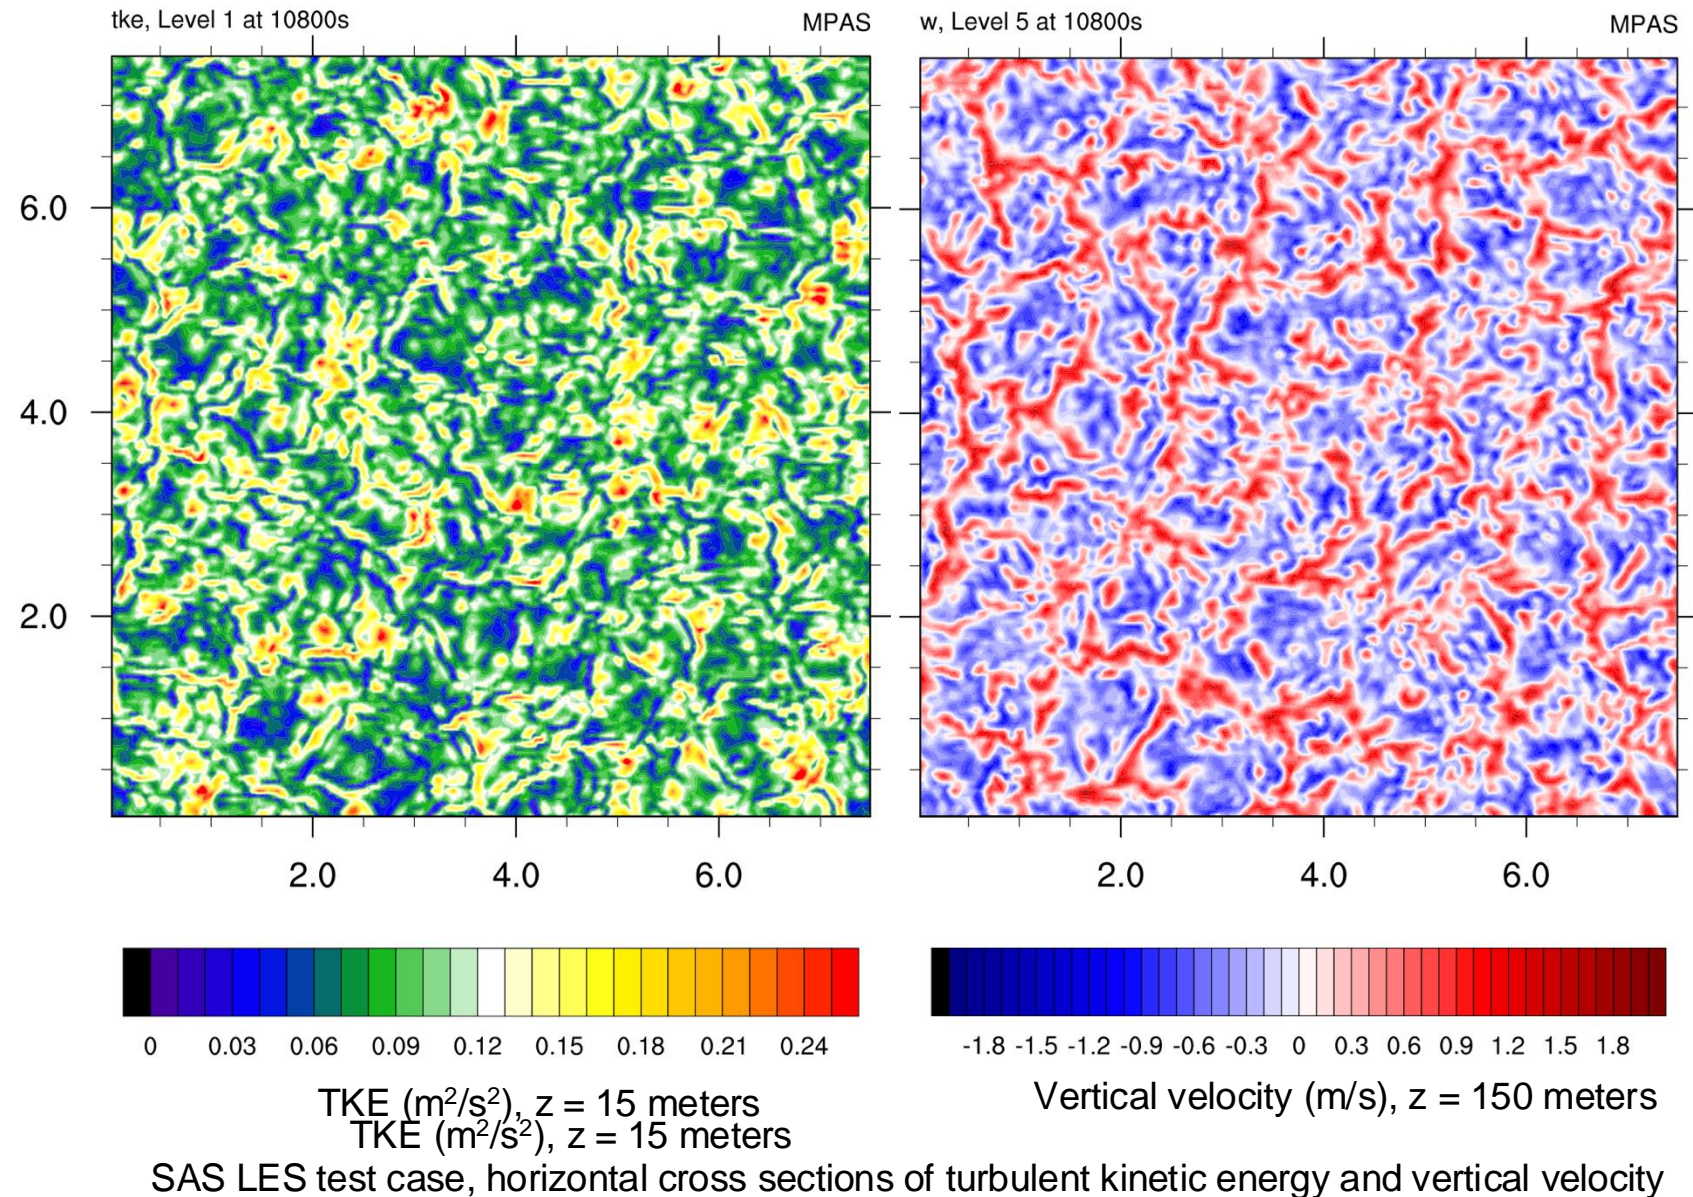 tke, Level 1 at 10800s MPAS
w, Level 5 at 10800s MPAS
6.0
4.0
2.0
2.0 4.0 6.0
2.0 4.0 6.0
0 0.03 0.06 0.09 0.12 0.15 0.18 0.21 0.24
-1.8 -1.5 -1.2 -0.9 -0.6 -0.3 0 0.3 0.6 0.9 1.2 1.5 1.8
TKE (m²/s²), z = 15 meters
TKE (m²/s²), z = 15 meters
Vertical velocity (m/s), z = 150 meters
SAS LES test case, horizontal cross sections of turbulent kinetic energy and vertical velocity